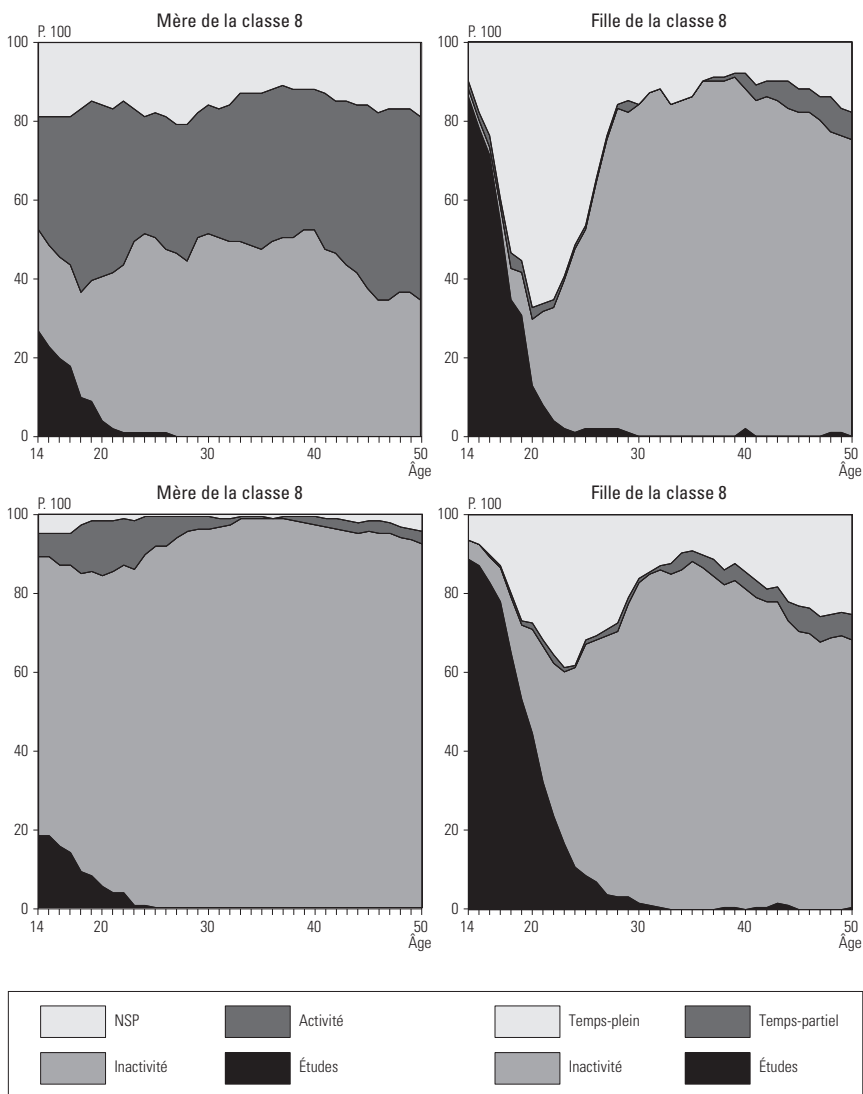 Mère de la classe 8
Fille de la classe 8
P. 100
P. 100
100
100
80
80
60
60
40
40
20
20
0
0
14
20
30
40
50
14
20
30
40
50
Âge
Âge
Mère de la classe 8
Fille de la classe 8
P. 100
P. 100
100
100
80
80
60
60
40
40
20
20
0
0
14
20
30
40
50
14
20
30
40
50
Âge
Âge
NSP
Activité
Temps-plein
Temps-partiel
Inactivité
Études
Inactivité
Études